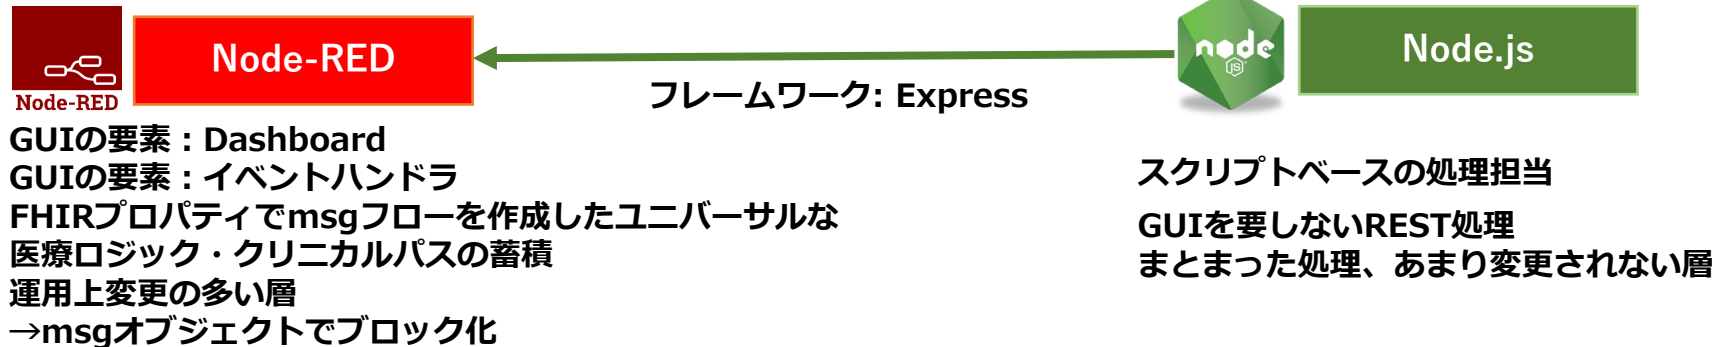 Node-RED
Node-RED
フレームワーク: Express
node
JS
Node.js
GUIの要素：Dashboard
GUIの要素：イベントハンドラ
FHIRプロパティでmsgフローを作成したユニバーサルな
医療ロジック・クリニカルパスの蓄積
運用上変更の多い層
→msgオブジェクトでブロック化
スクリプトベースの処理担当
GUIを要しないREST処理
まとまった処理、あまり変更されない層